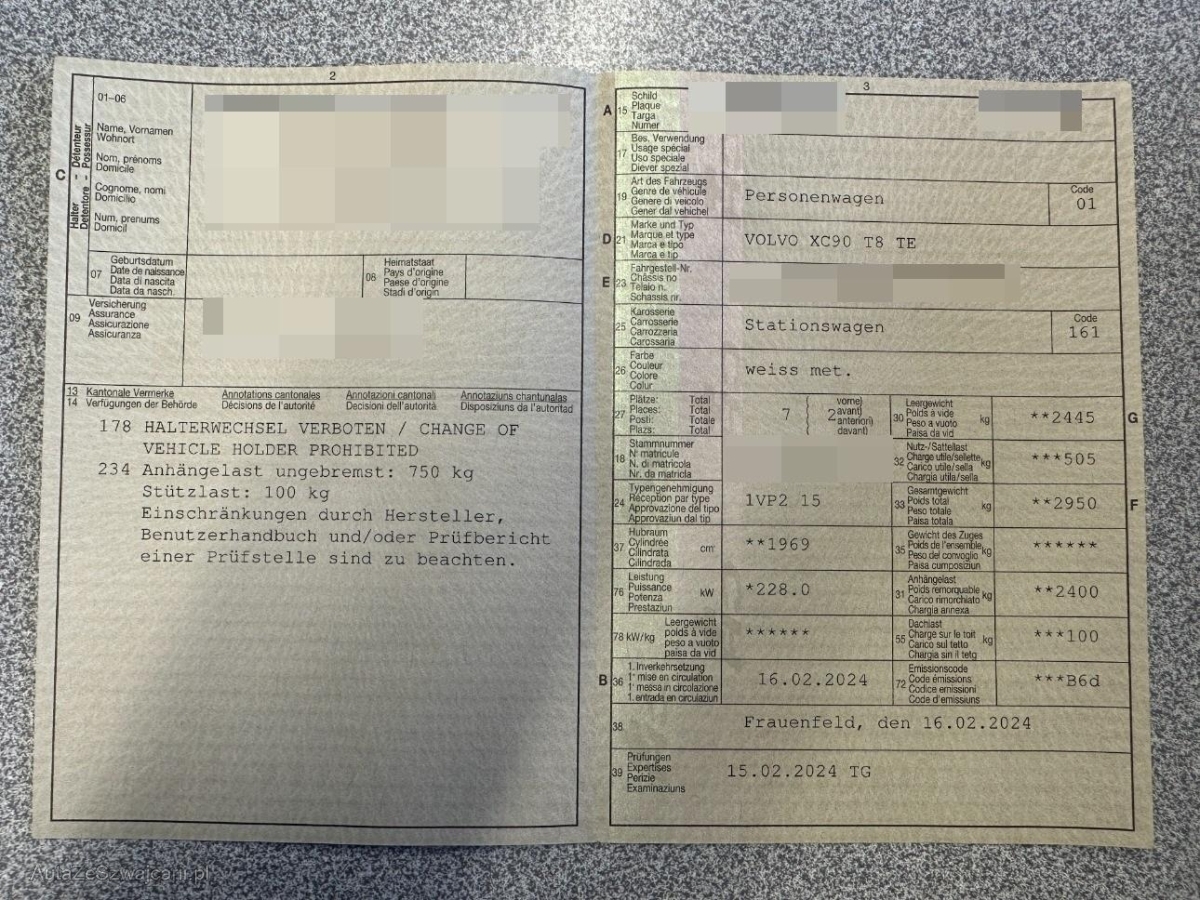 2
01–06
Name, Vornamen
Wohnort
Nom, prénoms
Domicile
Cognome, nomi
Domicilio
Num, prenums
Domicil
C
Halter - Détenteur
Detentore - Possessur
07
Geburtsdatum
Date de naissance
Data di nascita
Data da nasch.
08
Heimatstaat
Pays d'origine
Paese d'origine
Stadi d'origin
09
Versicherung
Assurance
Assicurazione
Assicuranza
13 Kantonale Vermerke Annotations cantonales Annotazioni cantonali Annotaziuns chantunalas
14 Verfügungen der Behörde Décisions de l'autorité Decisioni dell'autorità Disposiziuns da l'autoritad
178 HALTERWECHSEL VERBOTEN / CHANGE OF
VEHICLE HOLDER PROHIBITED
234 Anhängelast ungebremst: 750 kg
Stützlast: 100 kg
Einschränkungen durch Hersteller,
Benutzerhandbuch und/oder Prüfbericht
einer Prüfstelle sind zu beachten.
3
A 15
Schild
Plaque
Targa
Numer
17
Bes. Verwendung
Usage spécial
Uso speciale
Diever spezial
19
Art des Fahrzeugs
Genre de véhicule
Genere di veicolo
Gener dal vehichel
Personenwagen
Code
01
D 21
Marke und Typ
Marque et type
Marca e tipo
Marca e tip
VOLVO XC90 T8 TE
E 23
Fahrgestell-Nr.
Châssis no
Telaio n.
Schassis nr.
25
Karosserie
Carrosserie
Carrozzeria
Carossaria
Stationswagen
Code
161
26
Farbe
Couleur
Colore
Colur
weiss met.
27
Plätze: Total
Places: Total
Posti: Totale
Plazs: Total
7
2
vorne)
avant)
anteriori)
davant)
30
Leergewicht
Poids à vide
Peso a vuoto
Paisa da vid
kg
**2445
G
18
Stammnummer
No matricule
N. di matricola
Nr. da matricla
32
Nutz-/Sattellast
Charge utile/sellette
Carico utile/sella
Chargia utila/sella
kg
***505
24
Typengenehmigung
Réception par type
Approvazione del tipo
Approvaziun dal tip
1VP2 15
33
Gesamtgewicht
Poids total
Peso totale
Paisa totala
kg
**2950
F
37
Hubraum
Cylindrée
Cilindrata
Cilindrada
cm³
**1969
35
Gewicht des Zuges
Poids de l'ensemble
Peso del convoglio
Paisa cumposiziun
kg
******
76
Leistung
Puissance
Potenza
Prestaziun
kW
*228.0
31
Anhängelast
Poids remorquable
Carico rimorchiato
Chargia annexa
kg
**2400
78 kW/kg
Leergewicht
poids à vide
peso a vuoto
paisa da vid
******
55
Dachlast
Charge sur le toit
Carico sul tetto
Chargia sin il tetg
kg
***100
B 36
1. Inverkehrsetzung
1re mise en circulation
1a messa in circolazione
1. entrada en circulaziun
16.02.2024
72
Emissionscode
Code émissions
Codice emissioni
Code d'emissiuns
***B6d
38
Frauenfeld, den 16.02.2024
39
Prüfungen
Expertises
Perizie
Examinaziuns
15.02.2024 TG
AutazeSzwajcarii.pl